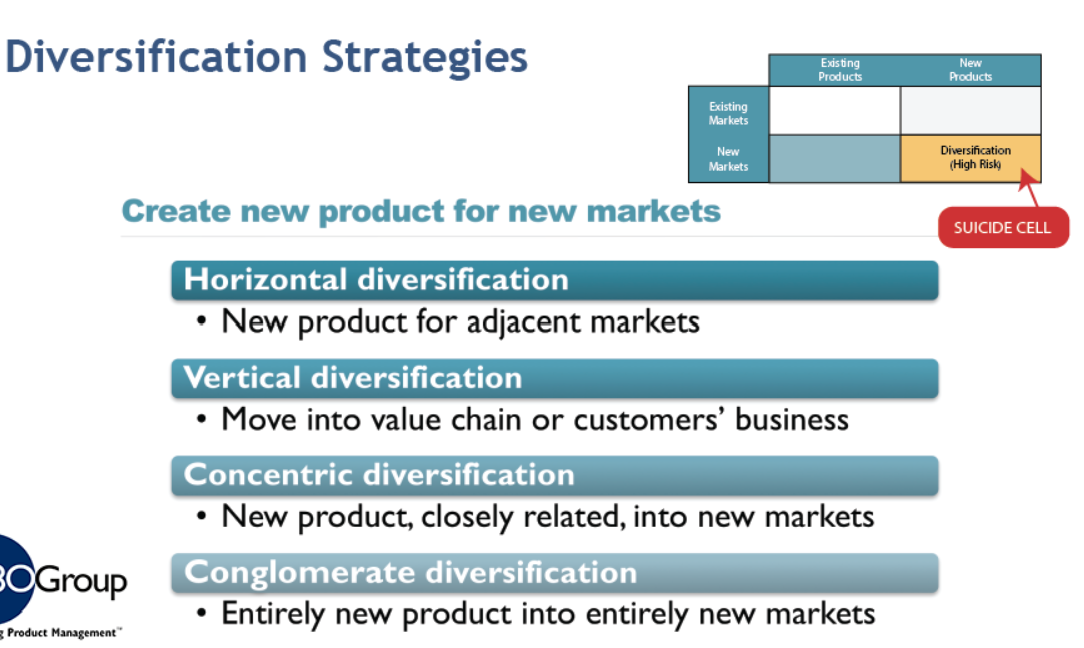 Diversification Strategies
Existing
Products
New
Products
Existing
Markets
New
Markets
Diversification
(High Risk)
SUICIDE CELL
Create new product for new markets
Horizontal diversification
• New product for adjacent markets
Vertical diversification
• Move into value chain or customers’ business
Concentric diversification
• New product, closely related, into new markets
Conglomerate diversification
• Entirely new product into entirely new markets
Group
Product Management™